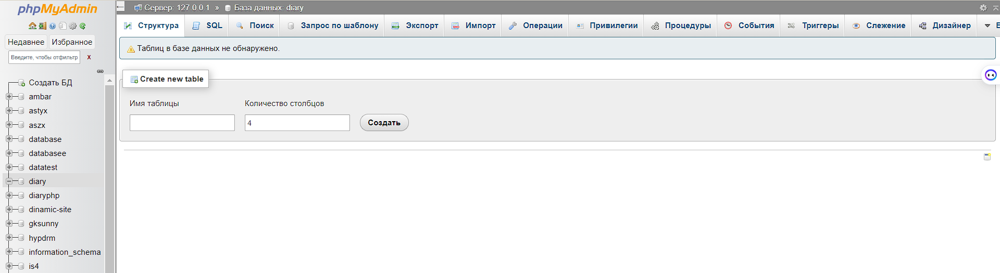 phpMyAdmin
Недавнее Избранное
Введите, чтобы отфильтр X
Создать БД
ambar
astyx
aszx
database
databasee
datatest
diary
diaryphp
dinamic-site
gksunny
hypdrm
information_schema
is4
Сервер: 127.0.0.1 » База данных: diary
Структура SQL Поиск Запрос по шаблону Экспорт Импорт Операции Привилегии Процедуры События Триггеры Слежение Дизайнер
Таблиц в базе данных не обнаружено.
Create new table
Имя таблицы Количество столбцов
4 Создать